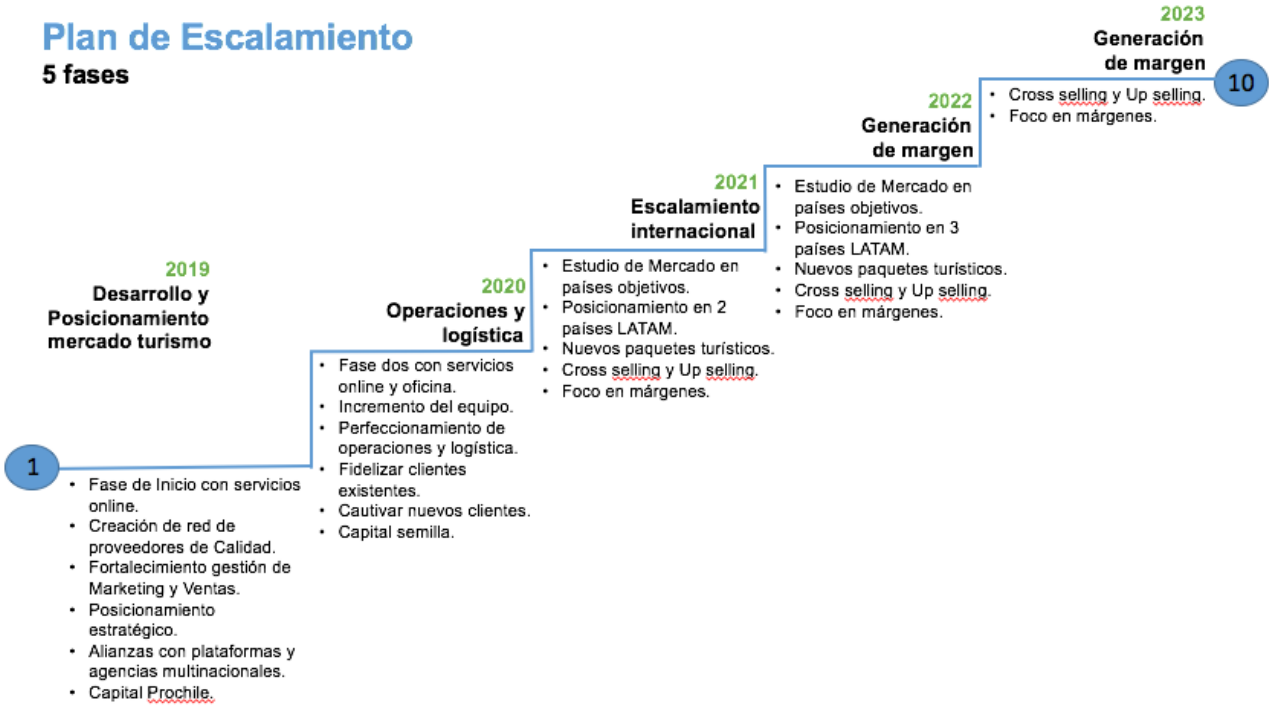 Plan de Escalamiento
5 fases
2019
Desarrollo y
Posicionamiento
mercado turismo
1
• Fase de Inicio con servicios
online.
• Creación de red de
proveedores de Calidad.
• Fortalecimiento gestión de
Marketing y Ventas.
• Posicionamiento
estratégico.
• Alianzas con plataformas y
agencias multinacionales.
• Capital Prochile.
2020
Operaciones y
logística
• Fase dos con servicios
online y oficina.
• Incremento del equipo.
• Perfeccionamiento de
operaciones y logística.
• Fidelizar clientes
existentes.
• Cautivar nuevos clientes.
• Capital semilla.
2021
Escalamiento
internacional
• Estudio de Mercado en
países objetivos.
• Posicionamiento en 2
países LATAM.
• Nuevos paquetes turísticos.
• Cross selling y Up selling.
• Foco en márgenes.
2022
Generación
de margen
• Estudio de Mercado en
países objetivos.
• Posicionamiento en 3
países LATAM.
• Nuevos paquetes turísticos.
• Cross selling y Up selling.
• Foco en márgenes.
2023
Generación
de margen
10
• Cross selling y Up selling.
• Foco en márgenes.